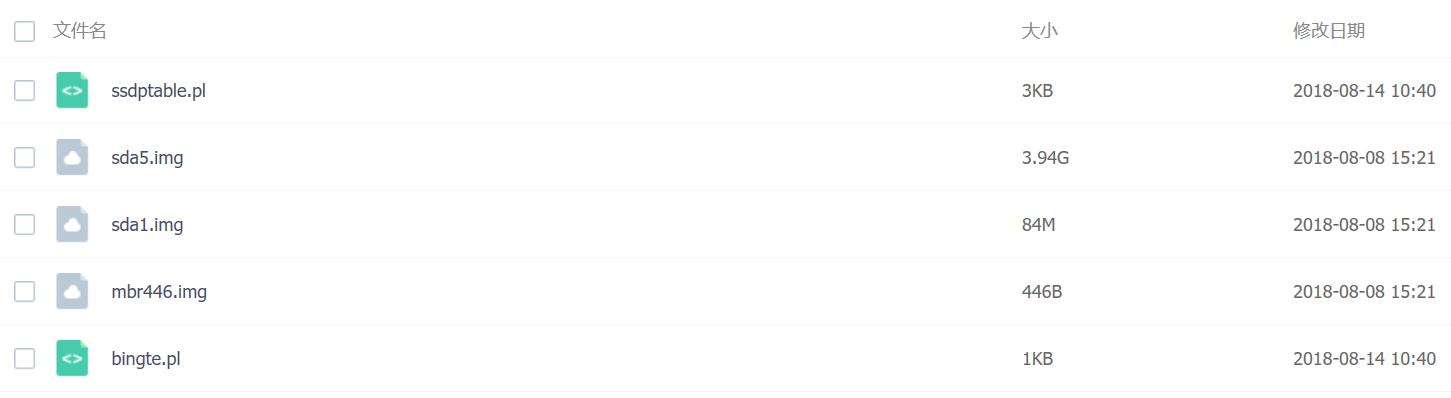 文件名 大小 修改日期
ssdptable.pl 3KB 2018-08-14 10:40
sda5.img 3.94G 2018-08-08 15:21
sda1.img 84M 2018-08-08 15:21
mbr446.img 446B 2018-08-08 15:21
bingte.pl 1KB 2018-08-14 10:40